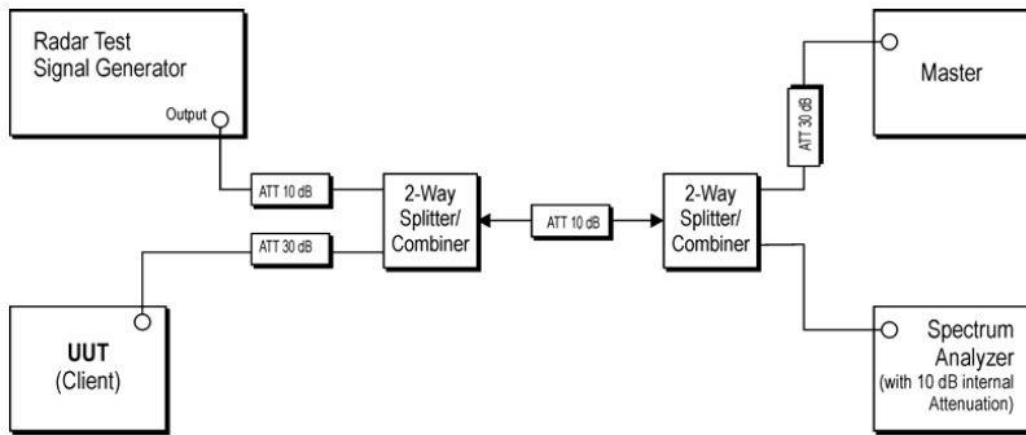 Radar Test
Signal Generator
Output
ATT 10 dB
ATT 30 dB
UUT
(Client)
2-Way
Splitter/
Combiner
ATT 10 dB
2-Way
Splitter/
Combiner
ATT 30 dB
Master
Spectrum
Analyzer
(with 10 dB internal
Attenuation)